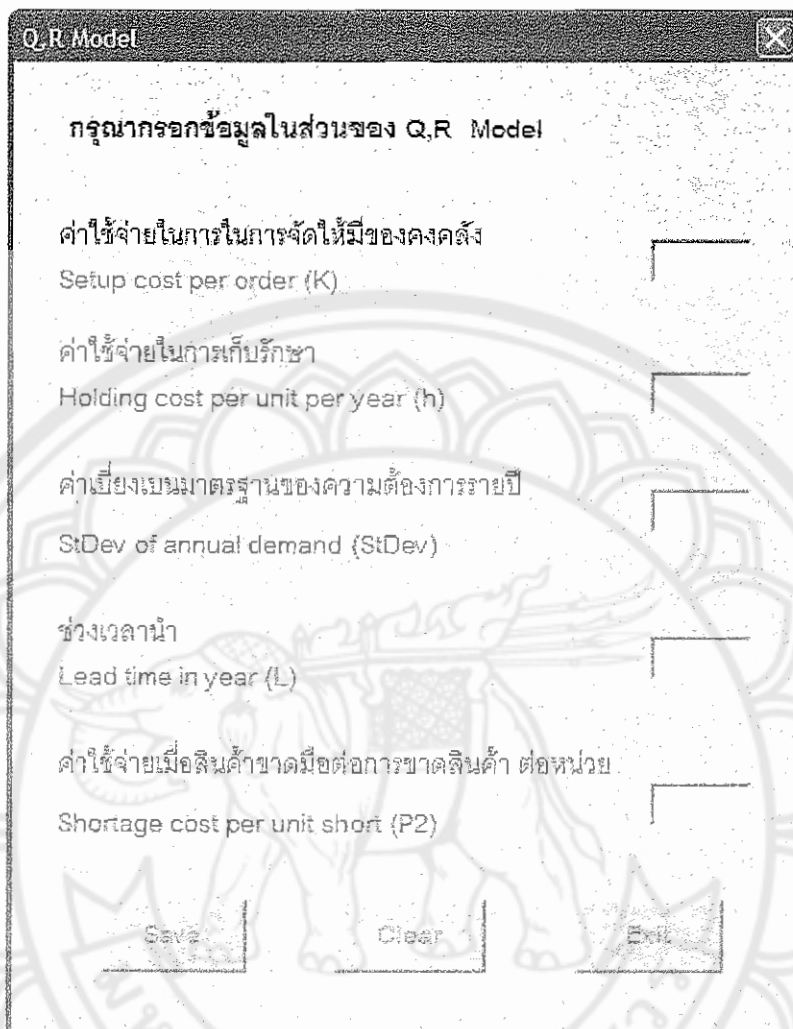 Q,R Model
กรุณากรอกข้อมูลในส่วนของ Q,R Model
ค่าใช้จ่ายในการในการจัดให้มีของคงคลัง
Setup cost per order (K)
ค่าใช้จ่ายในการเก็บรักษา
Holding cost per unit per year (h)
ค่าเบี่ยงเบนมาตรฐานของความต้องการรายปี
StDev of annual demand (StDev)
ช่วงเวลานำ
Lead time in year (L)
ค่าใช้จ่ายเมื่อสินค้าขาดมือต่อการขาดสินค้า ต่อหน่วย
Shortage cost per unit short (P2)
Save Clear Exit